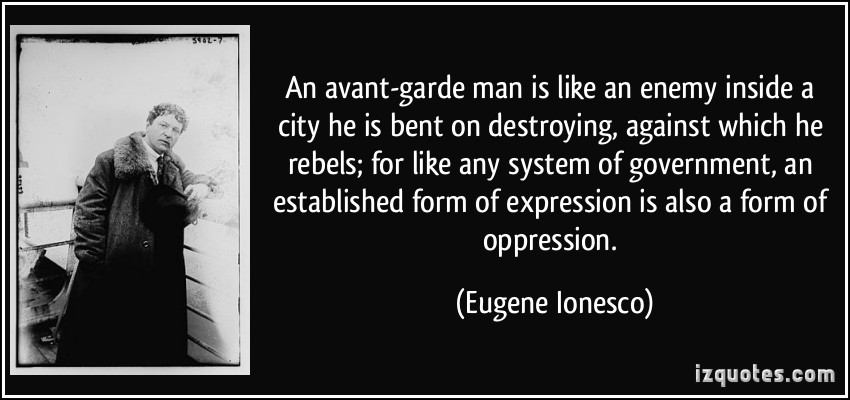 5902-7
An avant-garde man is like an enemy inside a
city he is bent on destroying, against which he
rebels; for like any system of government, an
established form of expression is also a form of
oppression.
(Eugene Ionesco)
izquotes.com